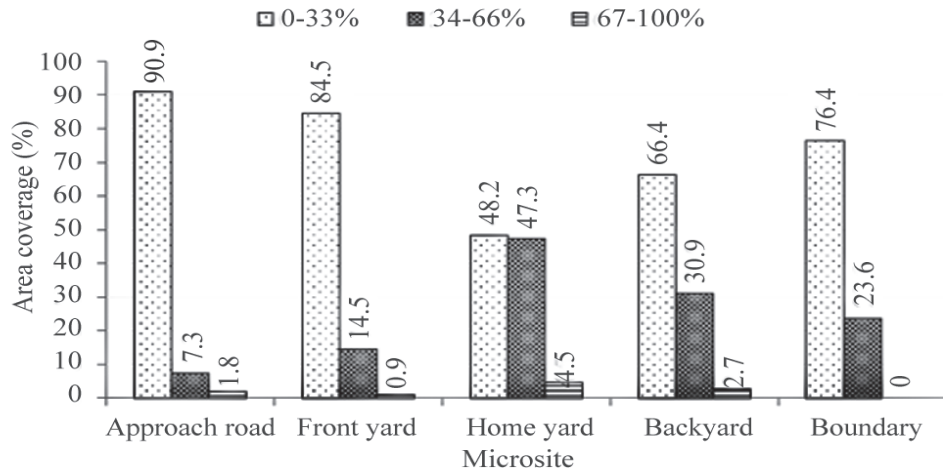 0-33% 34-66% 67-100%
Area coverage (%)
100
90
80
70
60
50
40
30
20
10
0
90.9 7.3 1.8
84.5 14.5 0.9
48.2 47.3 4.5
66.4 30.9 2.7
76.4 23.6 0
Approach road Front yard Home yard Backyard Boundary
Microsite